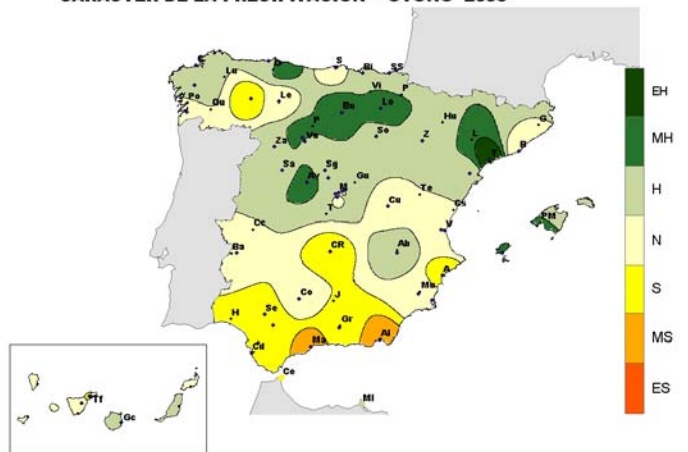 S
Bi
SS
Lu
Le
Vi
P
Po
Ou
Bu
Lo
P
Va
Hu
L
G
Za
So
Z
T
B
Sa
Sg
Av
Gu
M
Te
T
Cu
Cs
PM
Cc
V
Ba
CR
Ab
A
Co
Mu
H
Se
J
Gr
Cd
Ma
Al
Ce
Ml
Tf
Gc
EH
MH
H
N
S
MS
ES